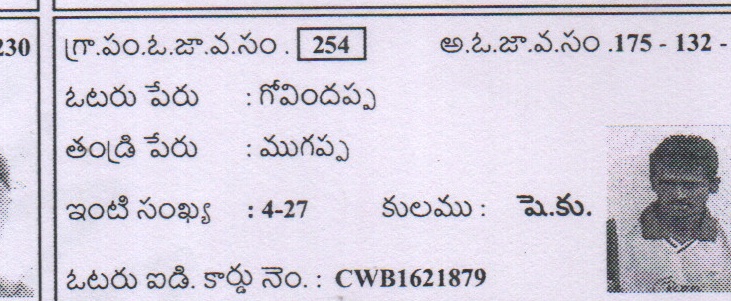 230
గ్రా.పం.ఓ.జా.వ.సం . 254 అ.ఓ.జా.వ.సం .175 - 132 -
ఓటరు పేరు : గోవిందప్ప
తండ్రి పేరు : ముగప్ప
ఇంటి సంఖ్య : 4-27 కులము : షె.కు.
ఓటరు ఐడి. కార్డు నెం. : CWB1621879